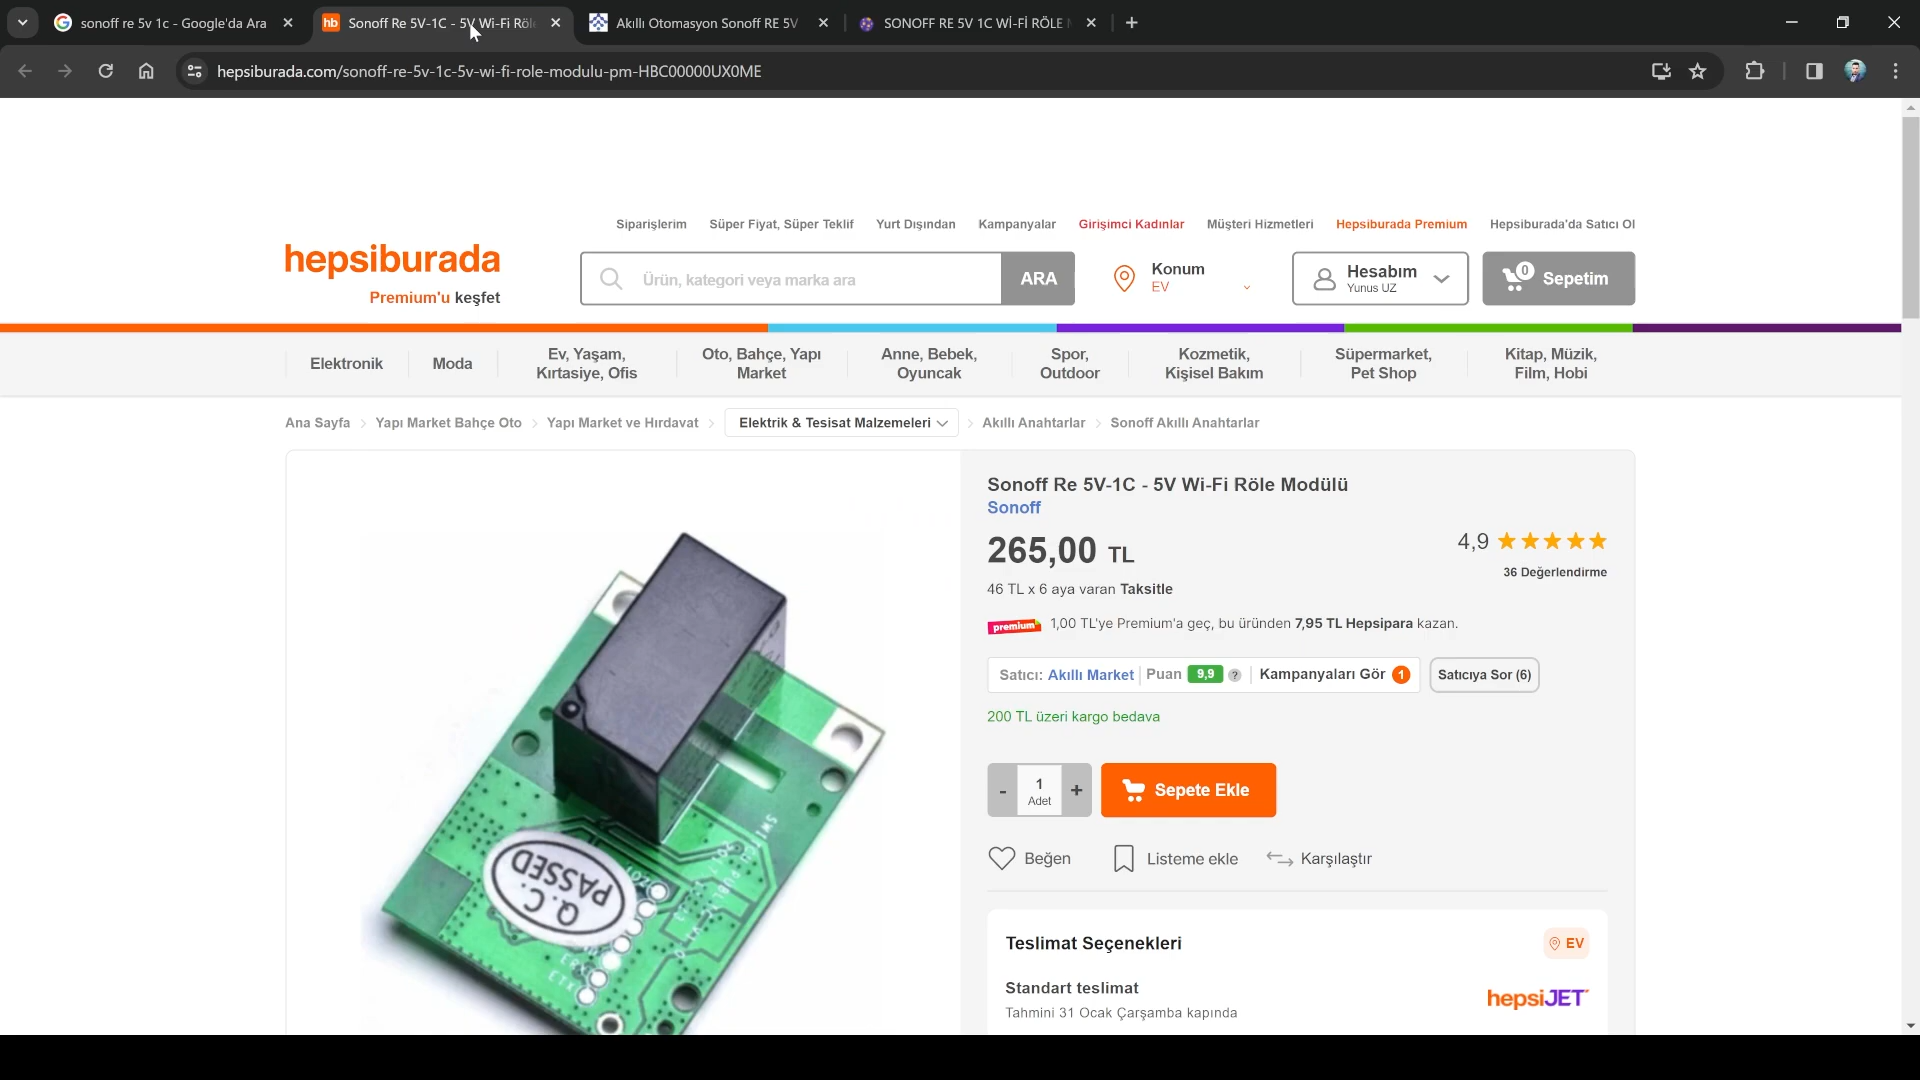 sonoff re 5v 1c - Google'da Ara
Sonoff Re 5V-1C - 5V Wi-Fi Röle
Akıllı Otomasyon Sonoff RE 5V
SONOFF RE 5V 1C Wİ-Fİ RÖLE
hepsiburada.com/sonoff-re-5v-1c-5v-wi-fi-role-modulu-pm-HBC00000UX0ME
Siparişlerim Süper Fiyat, Süper Teklif Yurt Dışından Kampanyalar Girişimci Kadınlar Müşteri Hizmetleri Hepsiburada Premium Hepsiburada'da Satıcı Ol
hepsiburada
Premium'u keşfet
Ürün, kategori veya marka ara
ARA
Konum
EV
Hesabım
Yunus UZ
0
Sepetim
Elektronik
Moda
Ev, Yaşam,
Kırtasiye, Ofis
Oto, Bahçe, Yapı
Market
Anne, Bebek,
Oyuncak
Spor,
Outdoor
Kozmetik,
Kişisel Bakım
Süpermarket,
Pet Shop
Kitap, Müzik,
Film, Hobi
Ana Sayfa > Yapı Market Bahçe Oto > Yapı Market ve Hırdavat > Elektrik & Tesisat Malzemeleri > Akıllı Anahtarlar > Sonoff Akıllı Anahtarlar
Sonoff Re 5V-1C - 5V Wi-Fi Röle Modülü
Sonoff
265,00 TL
4,9
36 Değerlendirme
46 TL x 6 aya varan Taksitle
premium 1,00 TL'ye Premium'a geç, bu üründen 7,95 TL Hepsipara kazan.
Satıcı: Akıllı Market Puan 9,9 ? Kampanyaları Gör 1
Satıcıya Sor (6)
200 TL üzeri kargo bedava
- 1 +
Adet
Sepete Ekle
Beğen
Listeme ekle
Karşılaştır
Teslimat Seçenekleri
EV
Standart teslimat
Tahmini 31 Ocak Çarşamba kapında
hepsiJET
Q.C.
PASSED
ERX
ETX